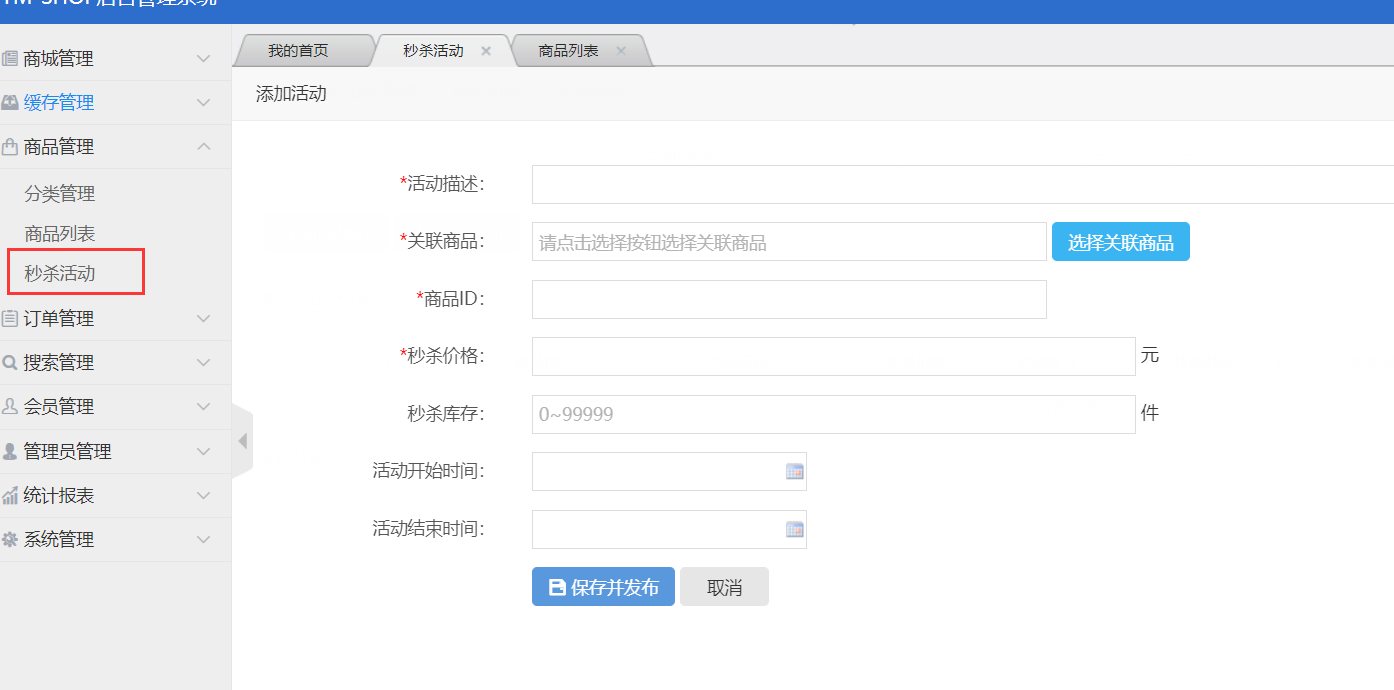 后台管理系统
我的首页
秒杀活动
商品列表
商城管理
缓存管理
商品管理
分类管理
商品列表
秒杀活动
订单管理
搜索管理
会员管理
管理员管理
统计报表
系统管理
添加活动
*活动描述：
*关联商品：
请点击选择按钮选择关联商品
选择关联商品
*商品ID：
*秒杀价格：
元
秒杀库存：
0~99999
件
活动开始时间：
活动结束时间：
保存并发布
取消